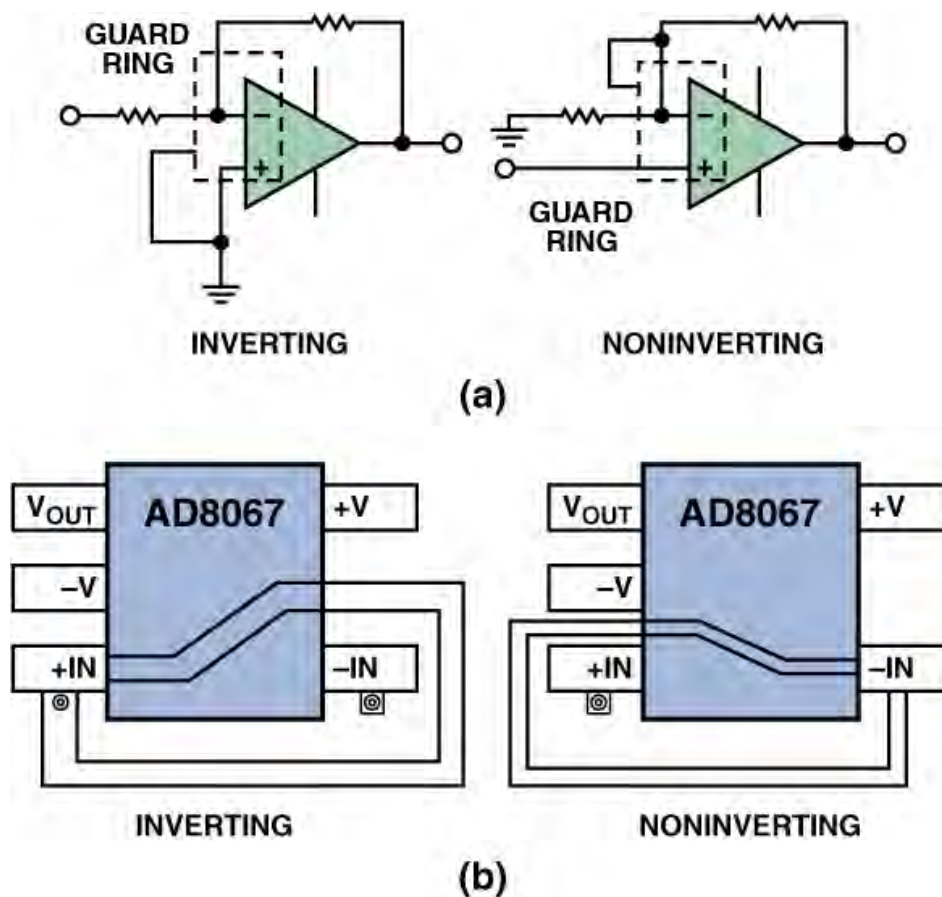 GUARD
RING
−
+
INVERTING
−
+
GUARD
RING
NONINVERTING
(a)
VOUT
–V
+IN
AD8067
+V
–IN
INVERTING
VOUT
–V
+IN
AD8067
+V
–IN
NONINVERTING
(b)